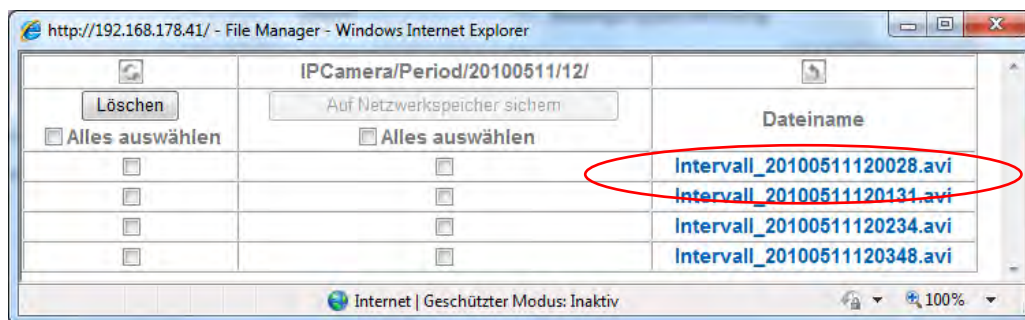 http://192.168.178.41/ - File Manager - Windows Internet Explorer
IPCamera/Period/20100511/12/
Löschen
Auf Netzwerkspeicher sichern
Dateiname
Alles auswählen
Alles auswählen
Intervall_20100511120028.avi
Intervall_20100511120131.avi
Intervall_20100511120234.avi
Intervall_20100511120348.avi
Internet | Geschützter Modus: Inaktiv
100%